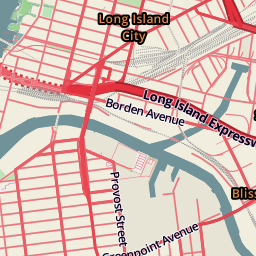 Long Island
City
Long Island Expressw
Borden Avenue
Bliss
Provost Street
Greenpoint Avenue